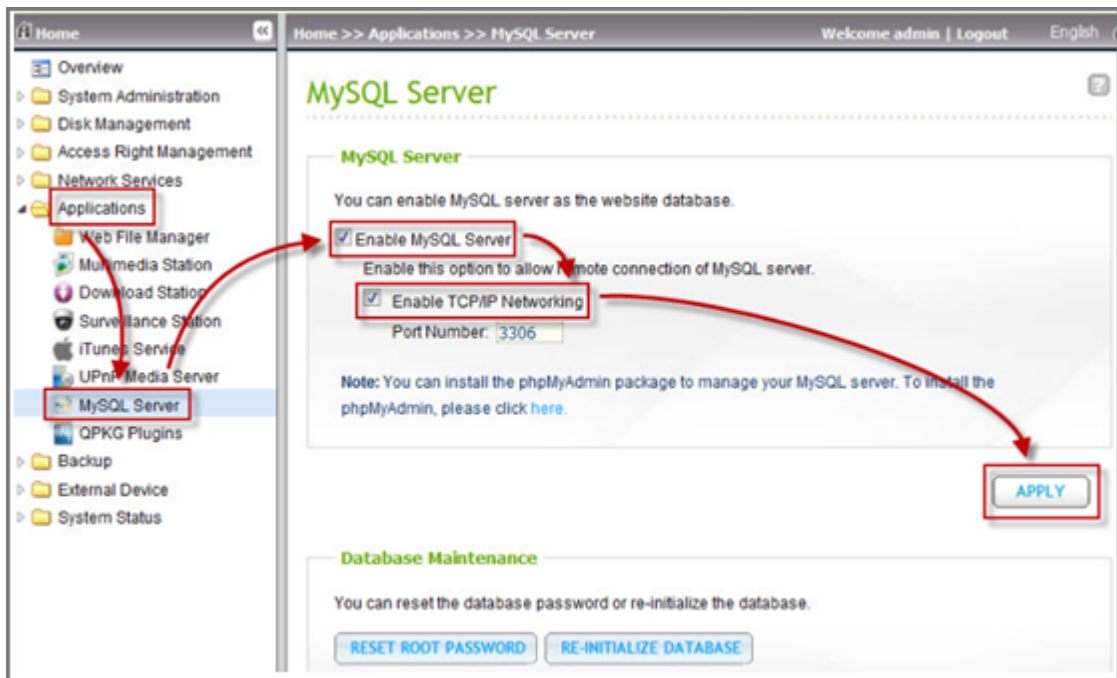 Home
Home >> Applications >> MySQL Server
Welcome admin | Logout
English
Overview
System Administration
Disk Management
Access Right Management
Network Services
Applications
Web File Manager
Multimedia Station
Download Station
Surveillance Station
iTunes Service
UPnP Media Server
MySQL Server
QPKG Plugins
Backup
External Device
System Status
MySQL Server
?
MySQL Server
You can enable MySQL server as the website database.
Enable MySQL Server
Enable this option to allow remote connection of MySQL server.
Enable TCP/IP Networking
Port Number: 3306
Note: You can install the phpMyAdmin package to manage your MySQL server. To install the
phpMyAdmin, please click here.
APPLY
Database Maintenance
You can reset the database password or re-initialize the database.
RESET ROOT PASSWORD
RE-INITIALIZE DATABASE